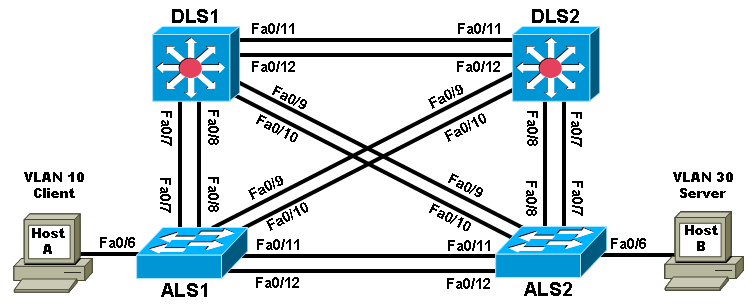 DLS1
DLS2
Fa0/11
Fa0/11
Fa0/12
Fa0/12
Fa0/9
Fa0/9
Fa0/10
Fa0/10
Fa0/7
Fa0/8
Fa0/8
Fa0/7
VLAN 10
Client
VLAN 30
Server
Fa0/7
Fa0/8
Fa0/9
Fa0/10
Fa0/9
Fa0/10
Fa0/8
Fa0/7
Host
A
Fa0/6
Fa0/11
Fa0/11
Fa0/6
Host
B
Fa0/12
Fa0/12
ALS1
ALS2